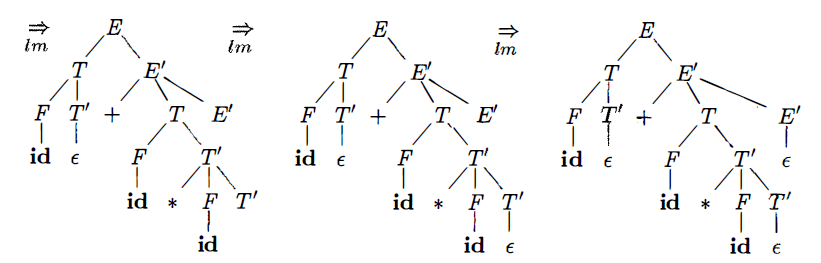 ⇒ E ⇒ E ⇒ E
lm lm lm
T E′ T E′ T E′
F T′ + T E′ F T′ + T E′ F T′ + T E′
id ϵ F T′ id ϵ F T′ id ϵ F T′ ϵ
id * F T′ id * F T′ id * F T′
id id ϵ id ϵ